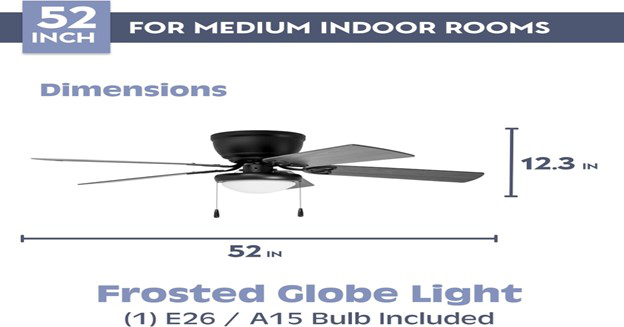 52
INCH
FOR MEDIUM INDOOR ROOMS
Dimensions
12.3 IN
52 IN
Frosted Globe Light
(1) E26 / A15 Bulb Included